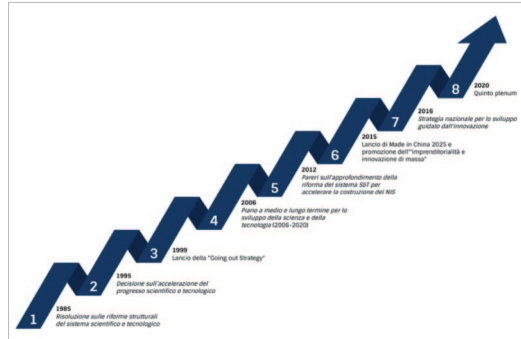 1
1985
Risoluzione sulle riforme strutturali
del sistema scientifico e tecnologico
2
1995
Decisione sull'accelerazione del
progresso scientifico e tecnologico
3
1999
Lancio della "Going out Strategy"
4
2006
Piano a medio e lungo termine per lo
sviluppo della scienza e della
tecnologia (2006-2020)
5
2012
Pareri sull'approfondimento della
riforma del sistema S&T per
accelerare la costruzione del NIS
6
2015
Lancio di Made in China 2025 e
promozione dell'"imprenditorialità e
innovazione di massa"
7
2016
Strategia nazionale per lo sviluppo
guidato dall'innovazione
8
2020
Quinto plenum